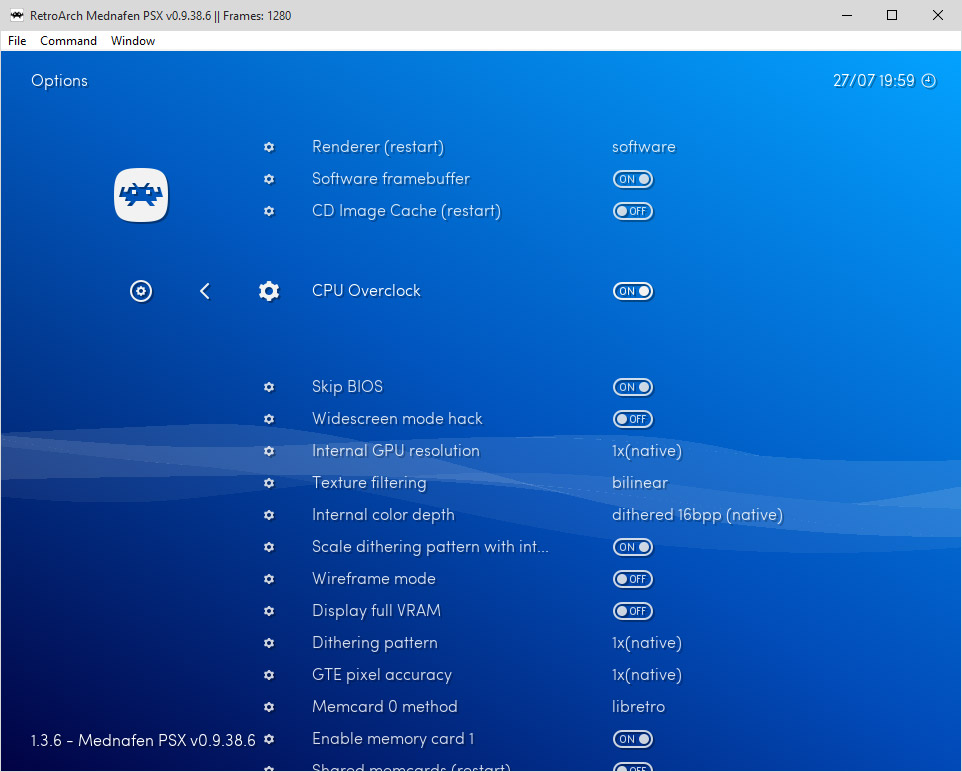 RetroArch Mednafen PSX v0.9.38.6 || Frames: 1280
File Command Window
Options 27/07 19:59
Renderer (restart) software
Software framebuffer ON
CD Image Cache (restart) OFF
CPU Overclock ON
Skip BIOS ON
Widescreen mode hack OFF
Internal GPU resolution 1x(native)
Texture filtering bilinear
Internal color depth dithered 16bpp (native)
Scale dithering pattern with int... ON
Wireframe mode OFF
Display full VRAM OFF
Dithering pattern 1x(native)
GTE pixel accuracy 1x(native)
Memcard 0 method libretro
Enable memory card 1 ON
1.3.6 - Mednafen PSX v0.9.38.6
Shared memcards (restart) OFF